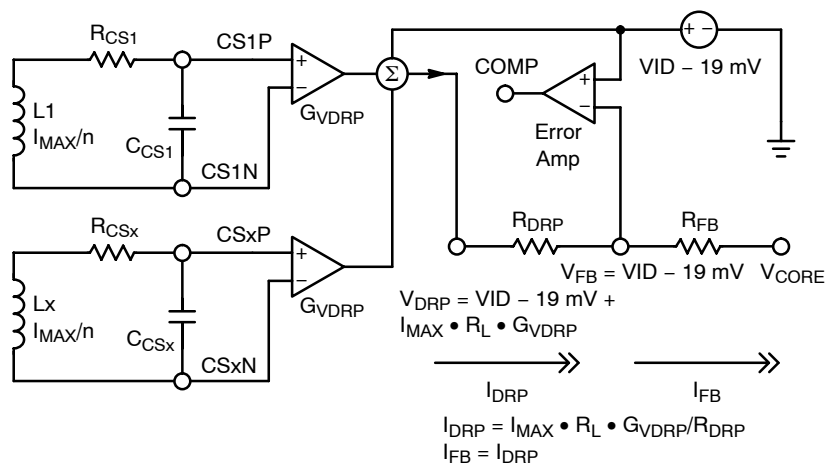 R_CS1
CS1P
+
−
G_VDRP
Σ
COMP
+
−
Error
Amp
+ −
VID – 19 mV
L1
I_MAX/n
C_CS1
CS1N
R_CSx
CSxP
+
−
G_VDRP
Lx
I_MAX/n
C_CSx
CSxN
R_DRP
R_FB
V_FB = VID – 19 mV
V_CORE
V_DRP = VID – 19 mV +
I_MAX • R_L • G_VDRP
I_DRP
I_FB
I_DRP = I_MAX • R_L • G_VDRP/R_DRP
I_FB = I_DRP